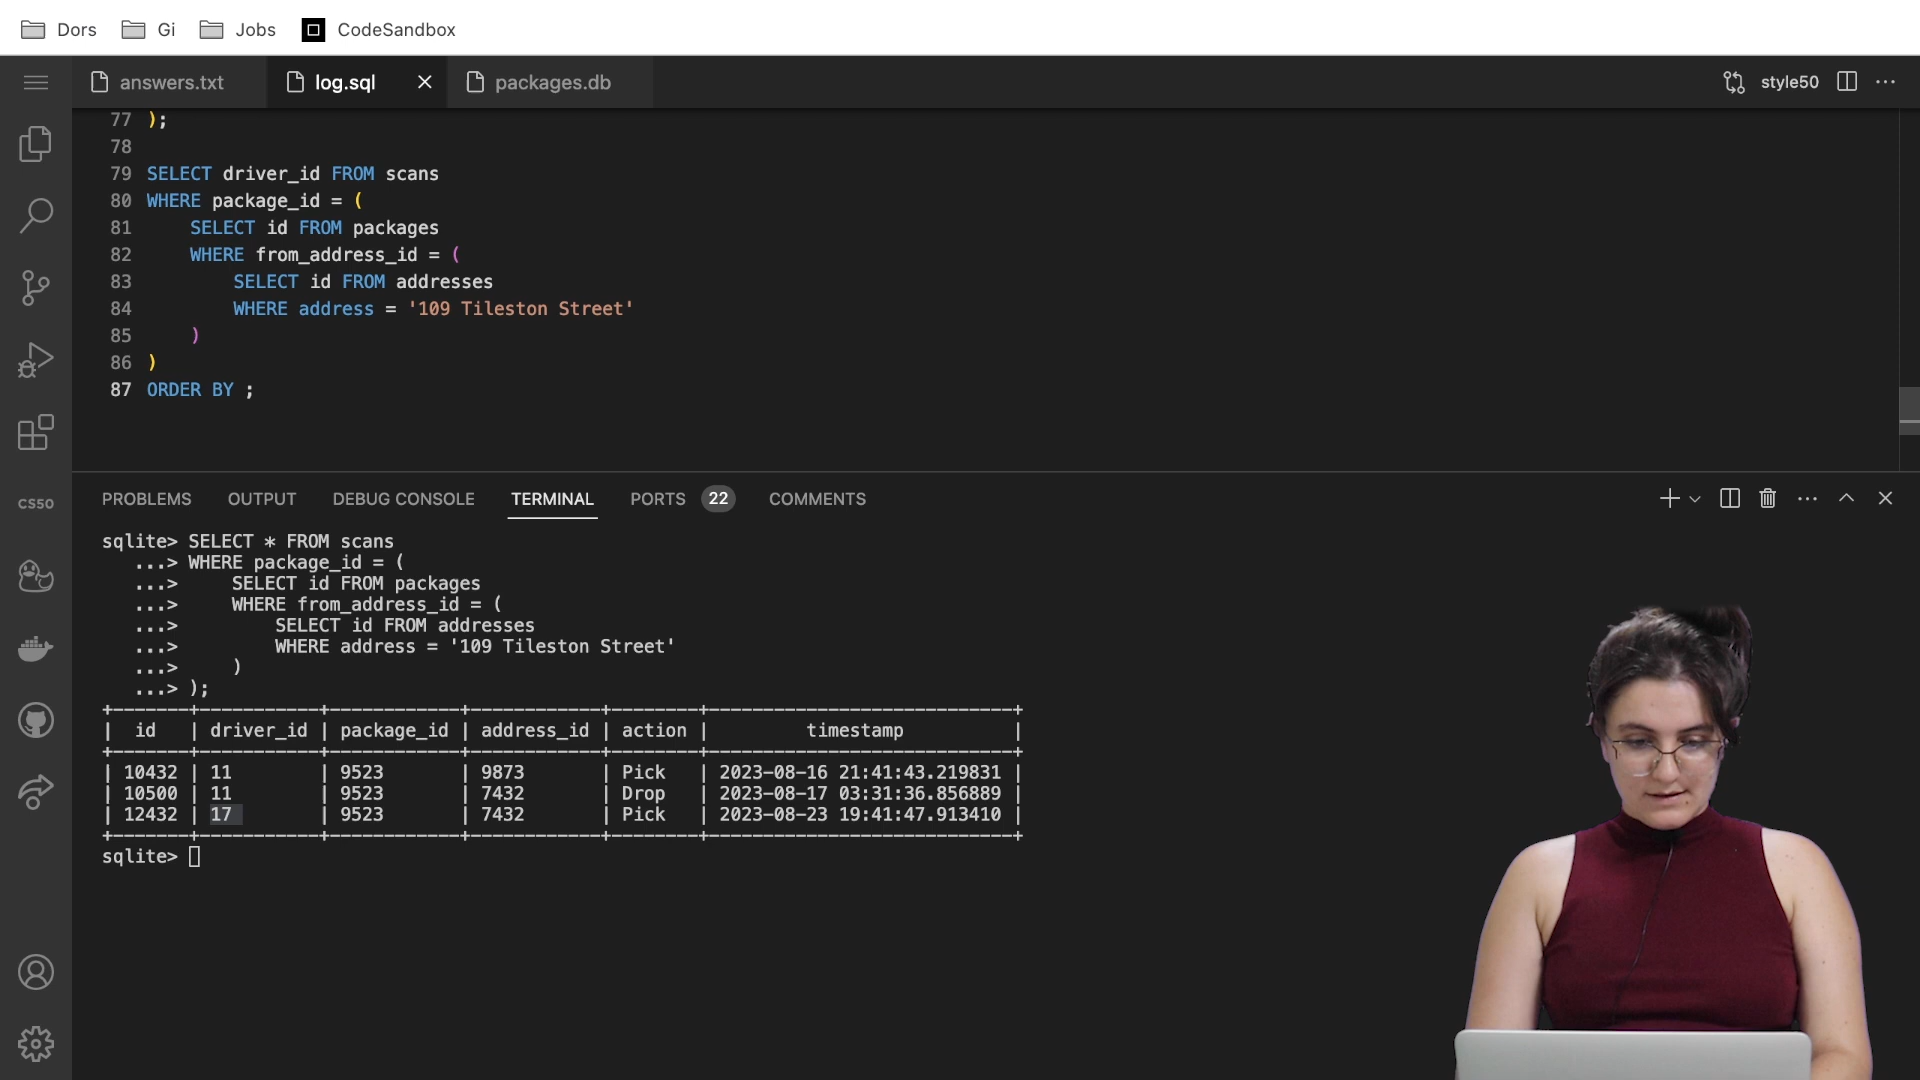 Dors Gi Jobs CodeSandbox
answers.txt log.sql packages.db style50
77 );
78
79 SELECT driver_id FROM scans
80 WHERE package_id = (
81 SELECT id FROM packages
82 WHERE from_address_id = (
83 SELECT id FROM addresses
84 WHERE address = '109 Tileston Street'
85 )
86 )
87 ORDER BY ;
CS50
PROBLEMS OUTPUT DEBUG CONSOLE TERMINAL PORTS 22 COMMENTS
sqlite> SELECT * FROM scans
...> WHERE package_id = (
...> SELECT id FROM packages
...> WHERE from_address_id = (
...> SELECT id FROM addresses
...> WHERE address = '109 Tileston Street'
...> )
...> );
| id | driver_id | package_id | address_id | action | timestamp |
| 10432 | 11 | 9523 | 9873 | Pick | 2023-08-16 21:41:43.219831 |
| 10500 | 11 | 9523 | 7432 | Drop | 2023-08-17 03:31:36.856889 |
| 12432 | 17 | 9523 | 7432 | Pick | 2023-08-23 19:41:47.913410 |
sqlite>